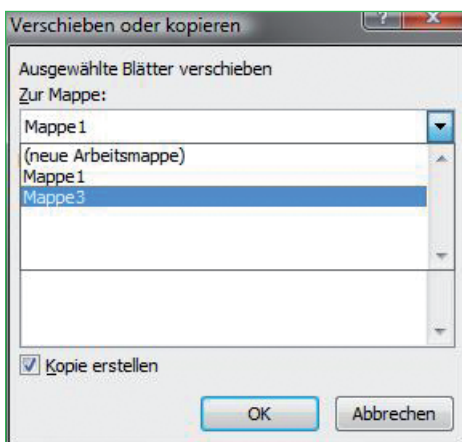 Verschieben oder kopieren
Ausgewählte Blätter verschieben
Zur Mappe:
Mappe1
(neue Arbeitsmappe)
Mappe1
Mappe3
Kopie erstellen
OK Abbrechen